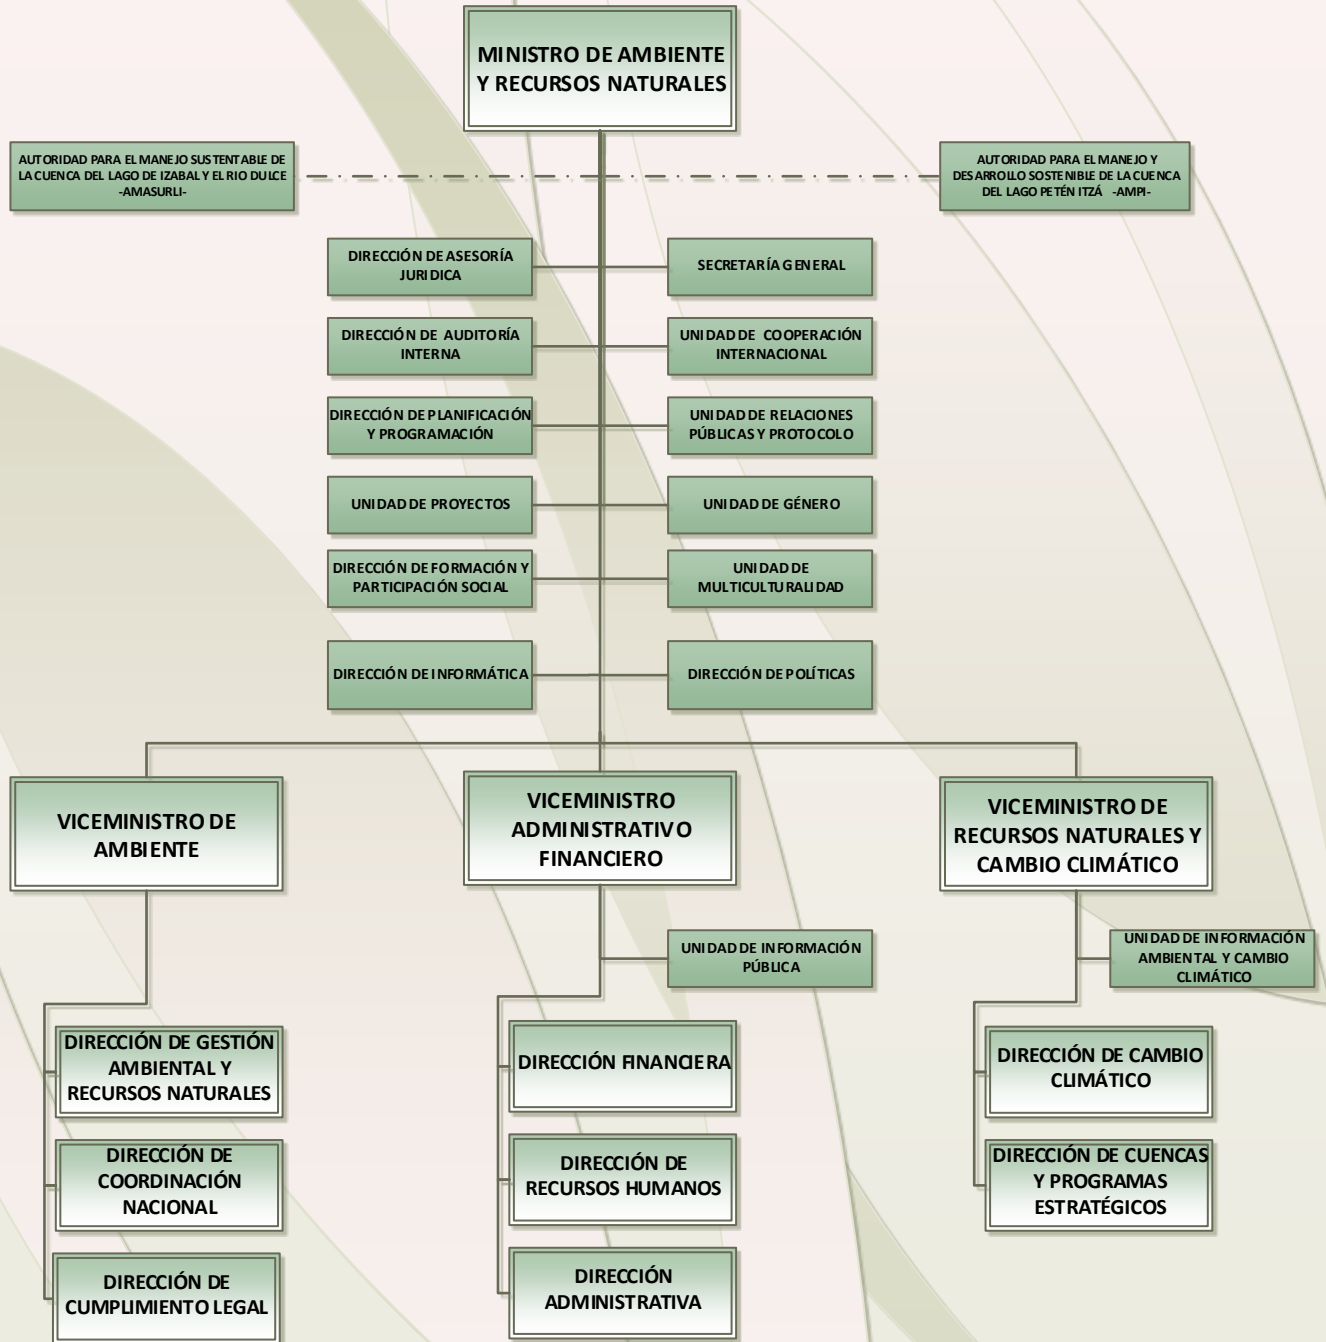 MINISTRO DE AMBIENTE
Y RECURSOS NATURALES
AUTORIDAD PARA EL MANEJO SUSTENTABLE DE
LA CUENCA DEL LAGO DE IZABAL Y EL RIO DULCE
-AMASURLI-
AUTORIDAD PARA EL MANEJO Y
DESARROLLO SOSTENIBLE DE LA CUENCA
DEL LAGO PETÉN ITZÁ -AMPI-
DIRECCIÓN DE ASESORÍA
JURIDICA
SECRETARÍA GENERAL
DIRECCIÓN DE AUDITORÍA
INTERNA
UNIDAD DE COOPERACIÓN
INTERNACIONAL
DIRECCIÓN DE PLANIFICACIÓN
Y PROGRAMACIÓN
UNIDAD DE RELACIONES
PÚBLICAS Y PROTOCOLO
UNIDAD DE PROYECTOS
UNIDAD DE GÉNERO
DIRECCIÓN DE FORMACIÓN Y
PARTICIPACIÓN SOCIAL
UNIDAD DE
MULTICULTURALIDAD
DIRECCIÓN DE INFORMÁTICA
DIRECCIÓN DE POLÍTICAS
VICEMINISTRO DE
AMBIENTE
VICEMINISTRO
ADMINISTRATIVO
FINANCIERO
VICEMINISTRO DE
RECURSOS NATURALES Y
CAMBIO CLIMÁTICO
UNIDAD DE INFORMACIÓN
PÚBLICA
UNIDAD DE INFORMACIÓN
AMBIENTAL Y CAMBIO
CLIMÁTICO
DIRECCIÓN DE GESTIÓN
AMBIENTAL Y
RECURSOS NATURALES
DIRECCIÓN FINANCIERA
DIRECCIÓN DE CAMBIO
CLIMÁTICO
DIRECCIÓN DE
COORDINACIÓN
NACIONAL
DIRECCIÓN DE
RECURSOS HUMANOS
DIRECCIÓN DE CUENCAS
Y PROGRAMAS
ESTRATÉGICOS
DIRECCIÓN DE
CUMPLIMIENTO LEGAL
DIRECCIÓN
ADMINISTRATIVA